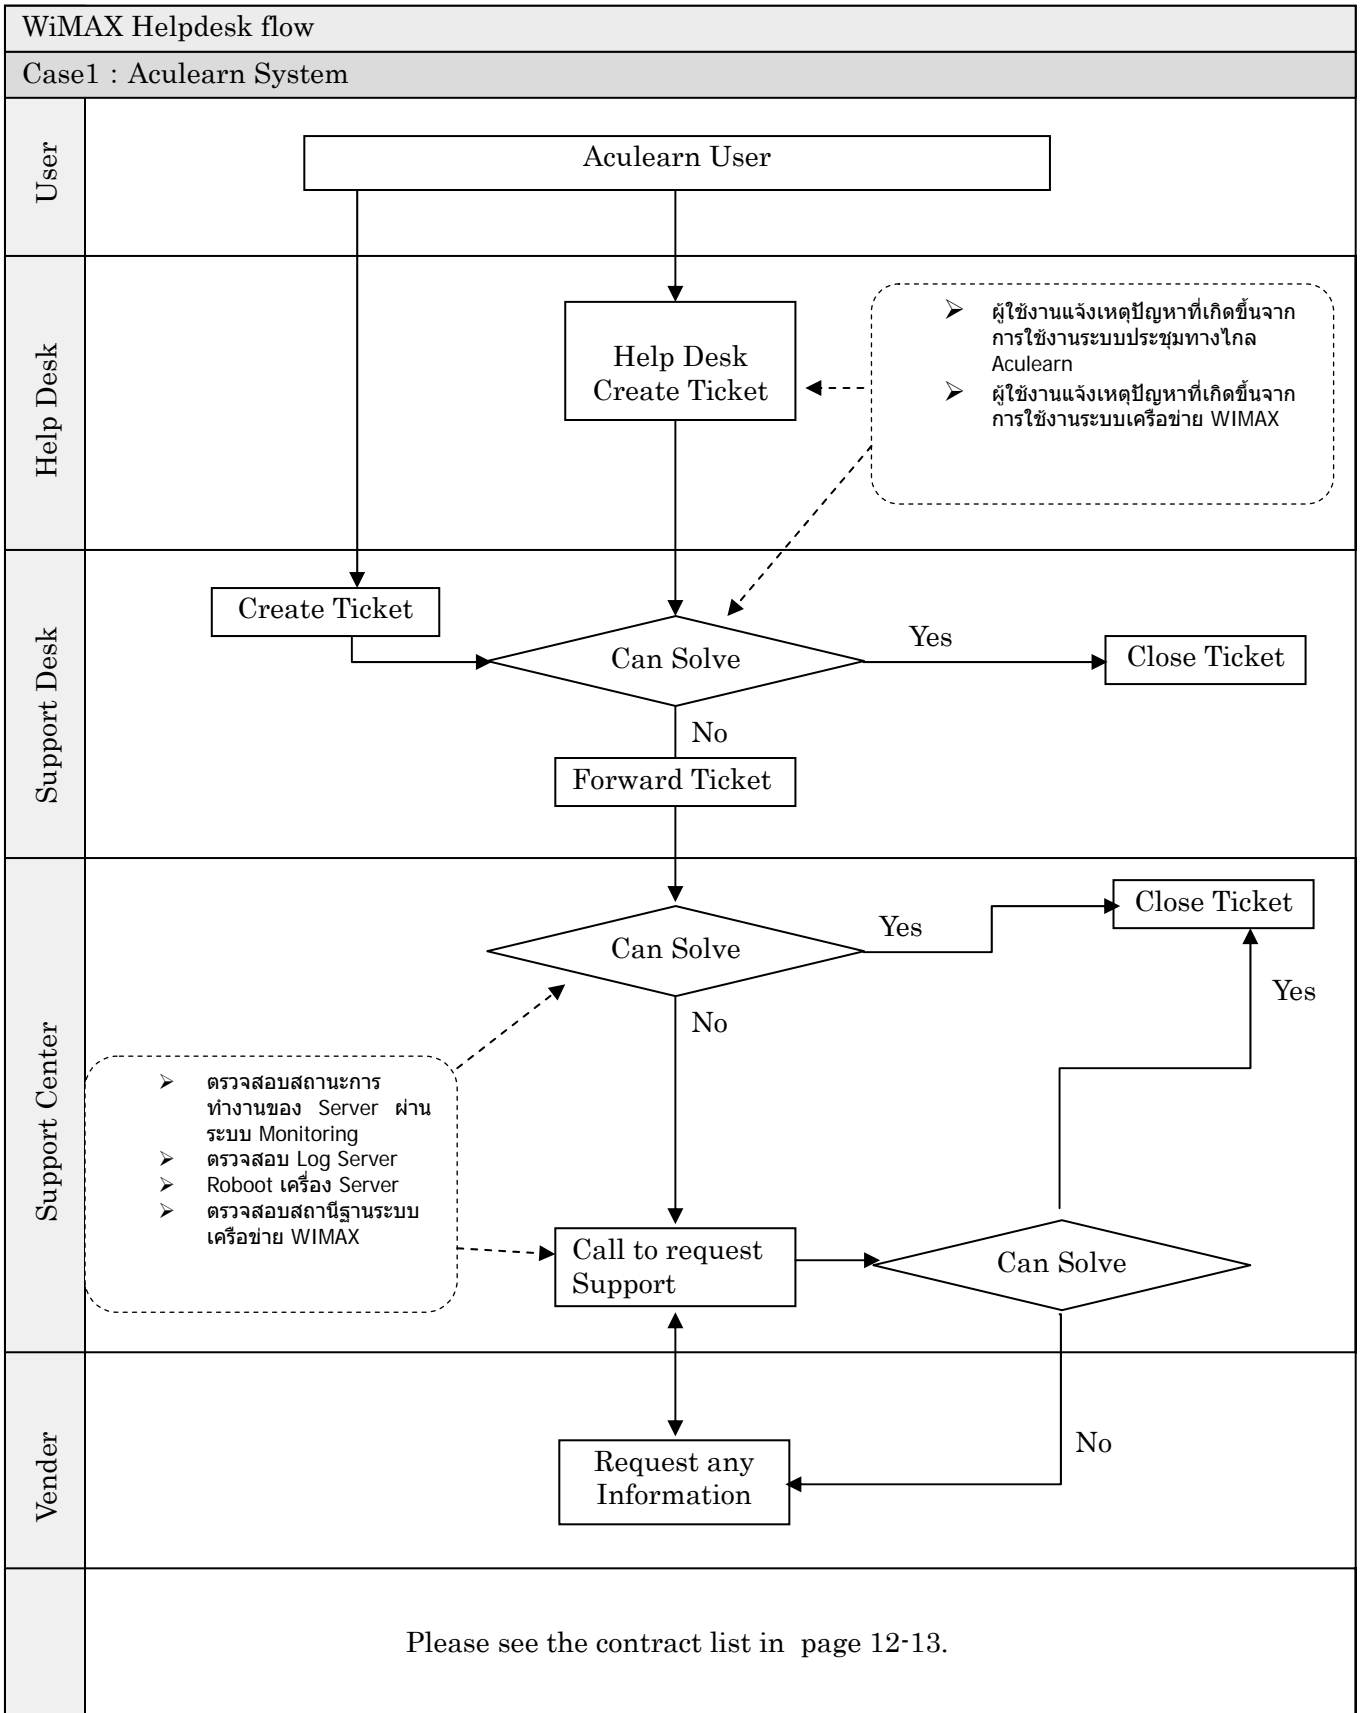 WiMAX Helpdesk flow
Case1 : Aculearn System
User
Aculearn User
Help Desk
Help Desk
Create Ticket
ผู้ใช้งานแจ้งเหตุปัญหาที่เกิดขึ้นจาก
การใช้งานระบบประชุมทางไกล
Aculearn
ผู้ใช้งานแจ้งเหตุปัญหาที่เกิดขึ้นจาก
การใช้งานระบบเครือข่าย WIMAX
Support Desk
Create Ticket
Can Solve
Yes
Close Ticket
No
Forward Ticket
Support Center
Can Solve
Yes
Close Ticket
Yes
No
ตรวจสอบสถานะการ
ทำงานของ Server ผ่าน
ระบบ Monitoring
ตรวจสอบ Log Server
Roboot เครื่อง Server
ตรวจสอบสถานีฐานระบบ
เครือข่าย WIMAX
Call to request
Support
Can Solve
Vender
No
Request any
Information
Please see the contract list in page 12-13.